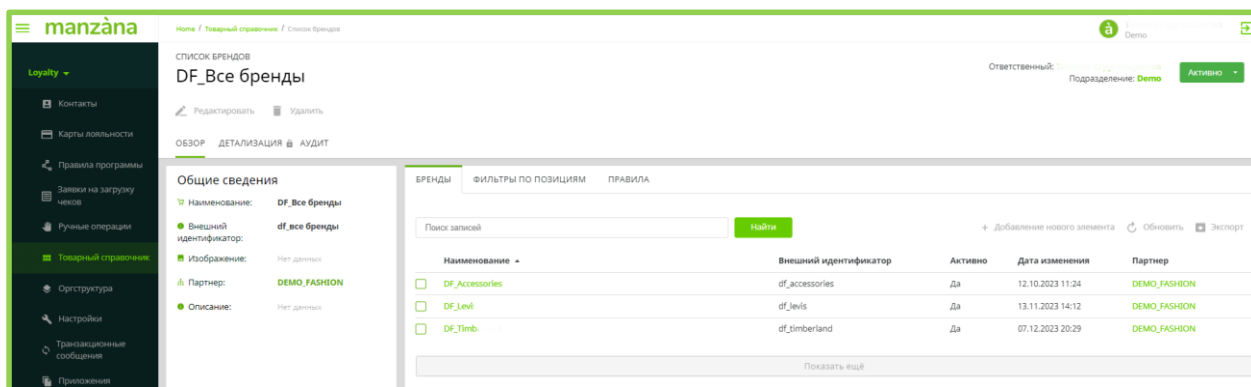 manzàna
Home / Товарный справочник / Список брендов
à
Demo
Loyalty
Контакты
Карты лояльности
Правила программы
Заявки на загрузку
чеков
Ручные операции
Товарный справочник
Оргструктура
Настройки
Транзакционные
сообщения
Приложения
СПИСОК БРЕНДОВ
DF_Все бренды
Ответственный:
Подразделение: Demo
Активно
Редактировать Удалить
ОБЗОР ДЕТАЛИЗАЦИЯ АУДИТ
Общие сведения
Наименование: DF_Все бренды
Внешний df_все бренды
идентификатор:
Изображение: Нет данных
Партнер: DEMO_FASHION
Описание: Нет данных
БРЕНДЫ ФИЛЬТРЫ ПО ПОЗИЦИЯМ ПРАВИЛА
Поиск записей Найти + Добавление нового элемента Обновить Экспорт
Наименование Внешний идентификатор Активно Дата изменения Партнер
DF_Accessories df_accessories Да 12.10.2023 11:24 DEMO_FASHION
DF_Levi df_levis Да 13.11.2023 14:12 DEMO_FASHION
DF_Timb df_timberland Да 07.12.2023 20:29 DEMO_FASHION
Показать ещё